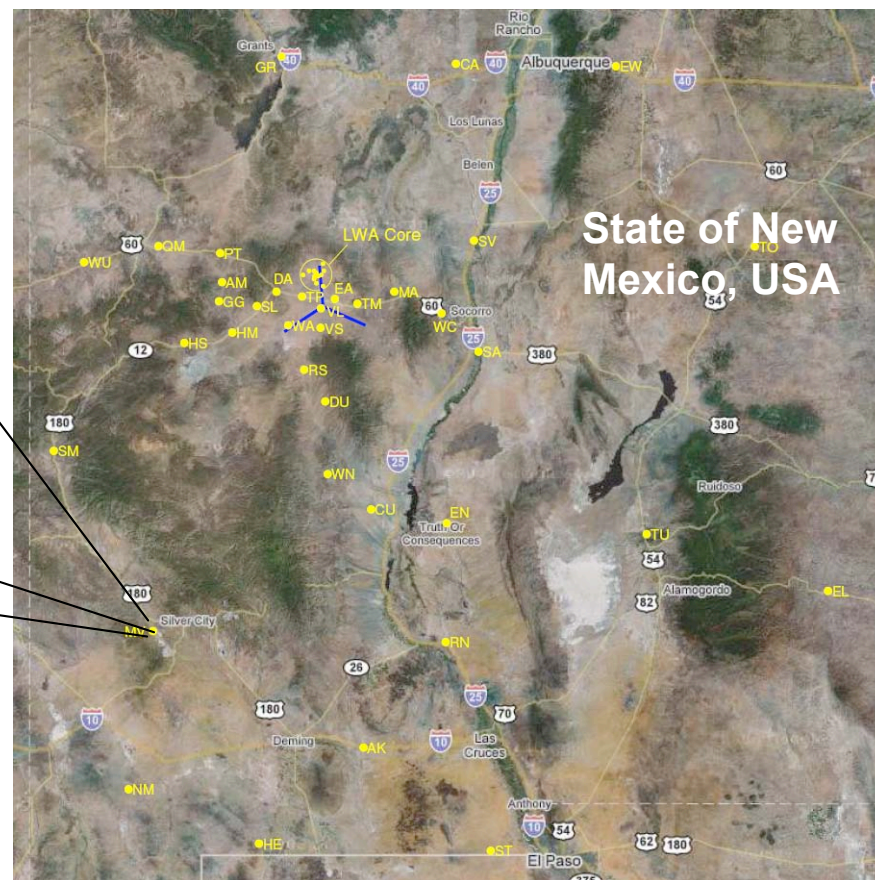 Rio
Rancho
Grants
GR
40
CA
40
Albuquerque
EW
40
40
Los Lunas
Belen
60
25
LWA Core
State of New
Mexico, USA
SV
TO
60
QM
WU
PT
AM
DA
GG
SL
TP
EA
TM
MA
60
54
VL
WC
Socorro
WA
VS
HM
HS
12
25
SA
380
RS
DU
180
380
SM
25
WN
Ruidoso
CU
EN
Truth Or
Consequences
TU
54
Alamogordo
EL
180
82
Silver City
MV
RN
26
180
25
70
10
Deming
AK
10
Las
Cruces
NM
Anthony
10
54
HE
ST
El Paso
62
180
375